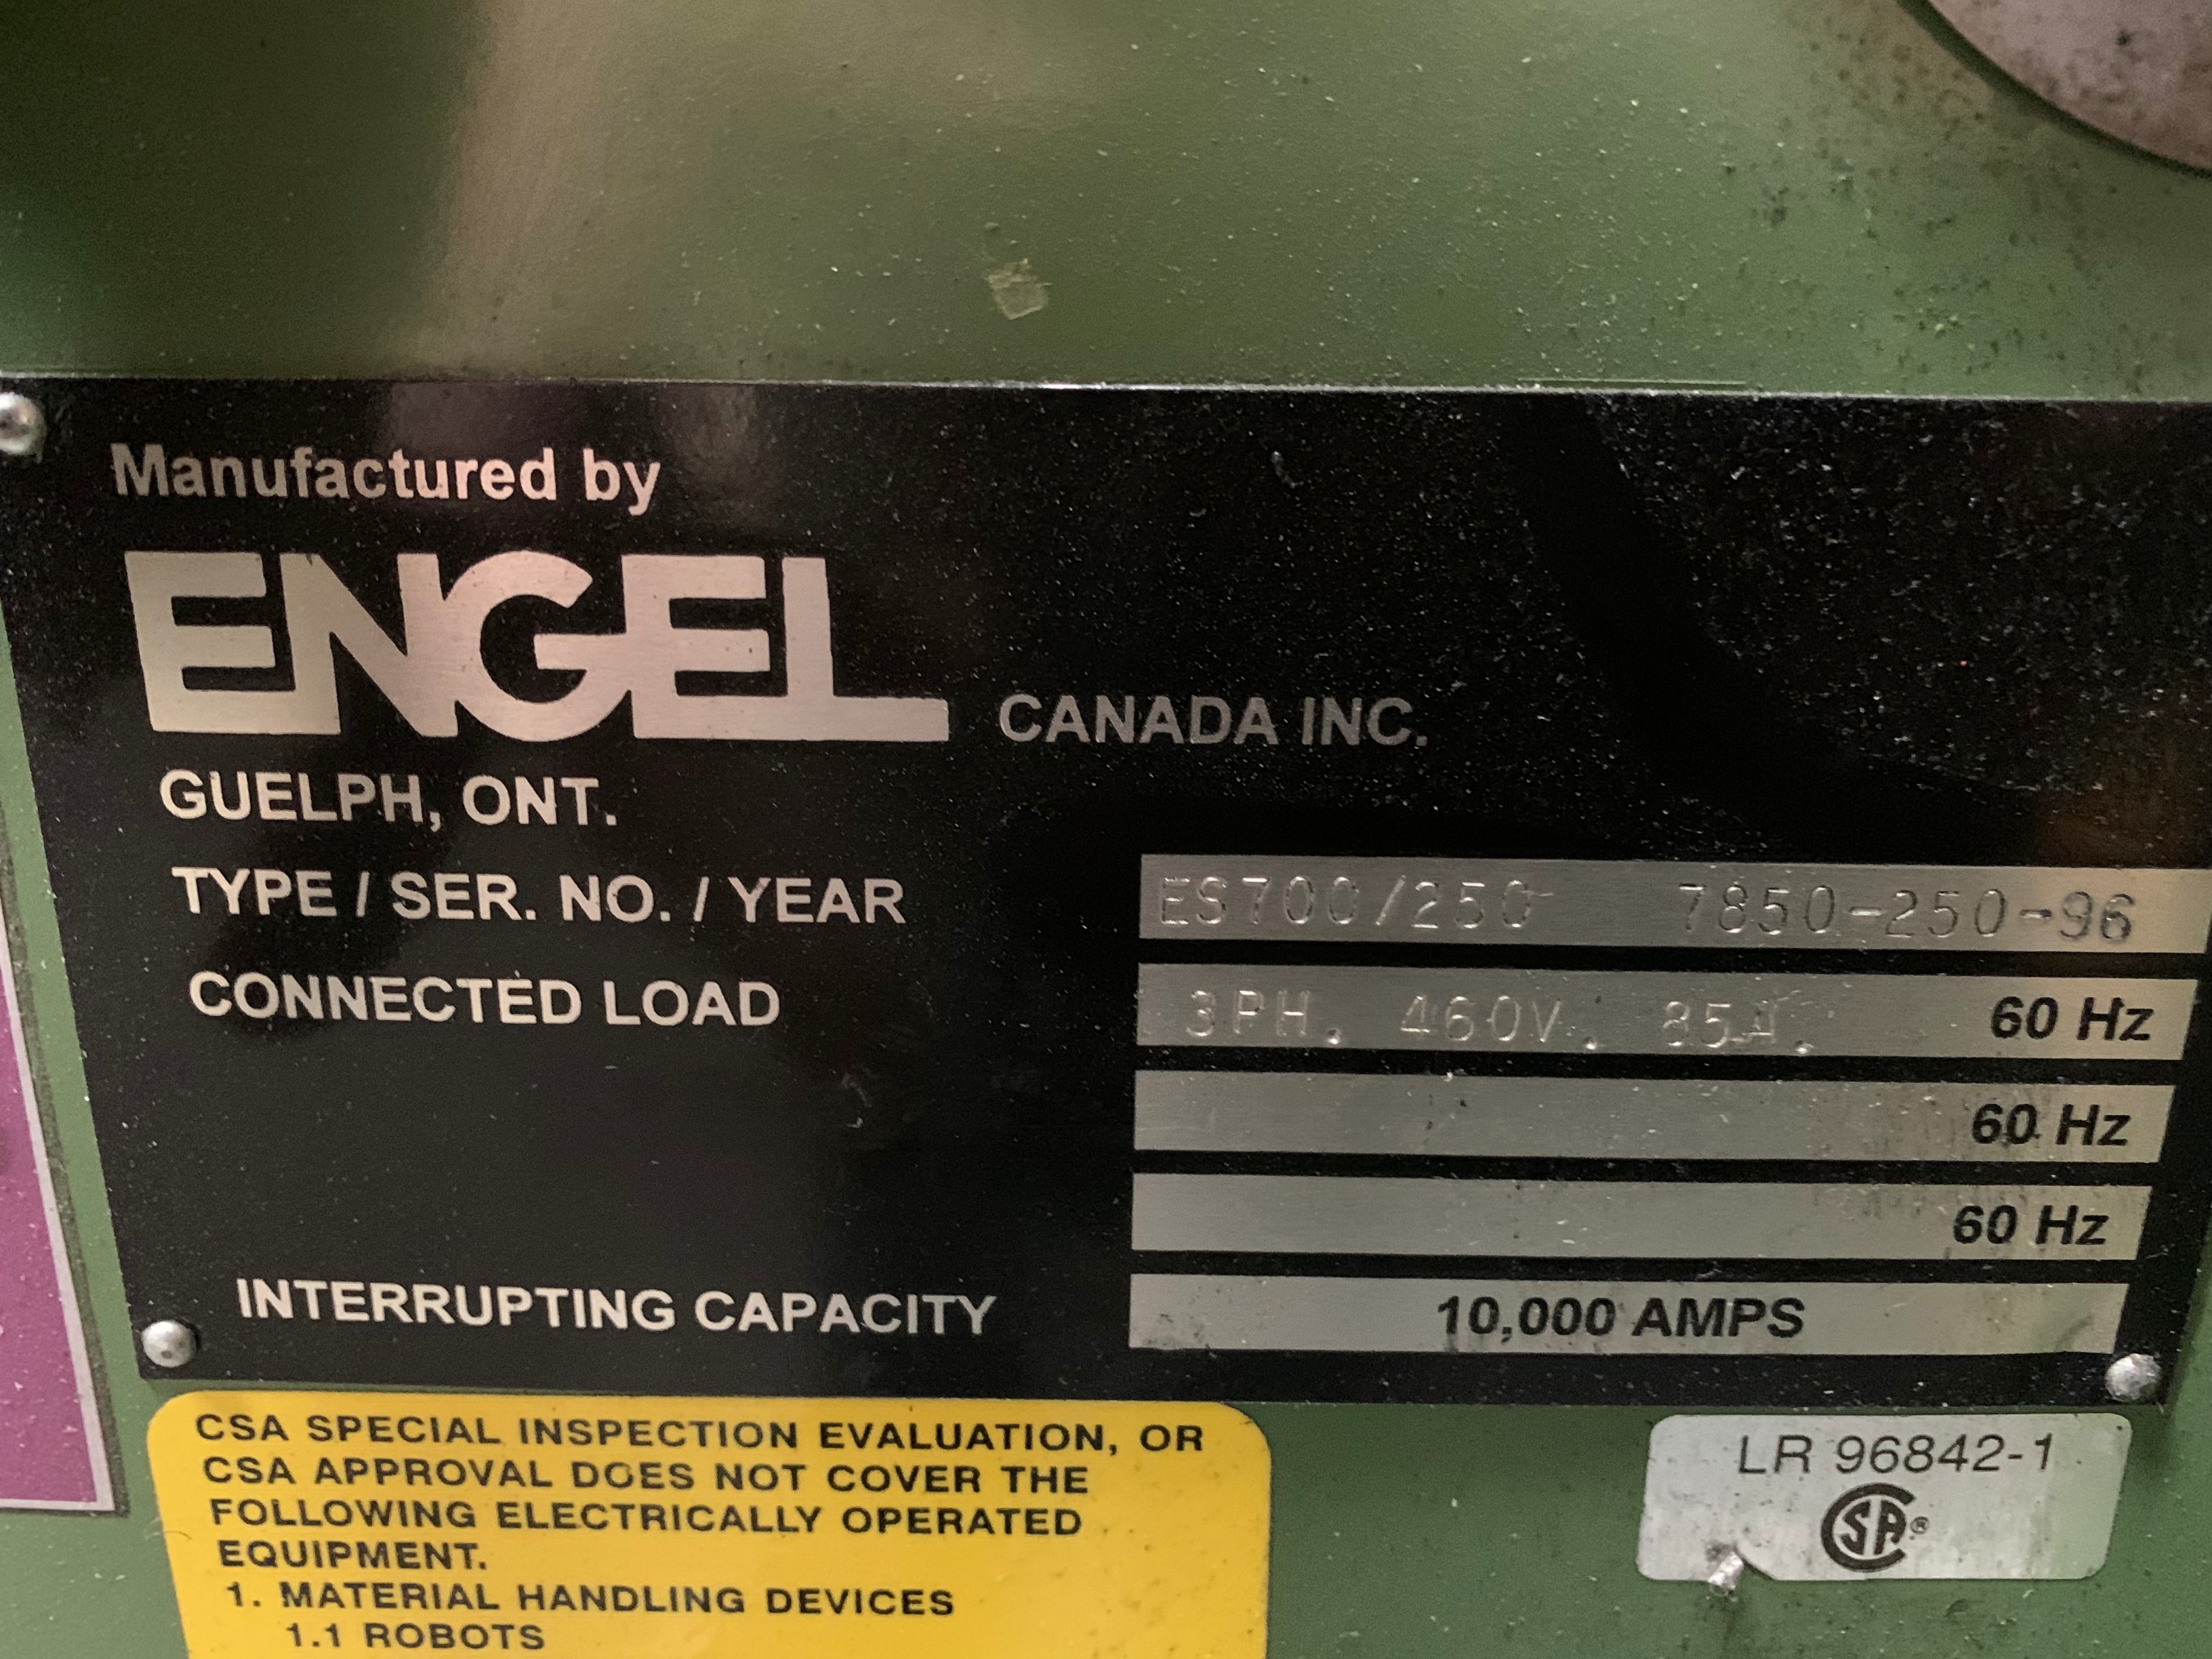 Manufactured by
ENGEL CANADA INC.
GUELPH, ONT.
TYPE / SER. NO. / YEAR ES700/250 7850-250-96
CONNECTED LOAD 3PH. 460V. 85A. 60 Hz
60 Hz
60 Hz
INTERRUPTING CAPACITY 10,000 AMPS
CSA SPECIAL INSPECTION EVALUATION, OR
CSA APPROVAL DOES NOT COVER THE
FOLLOWING ELECTRICALLY OPERATED
EQUIPMENT.
1. MATERIAL HANDLING DEVICES
1.1 ROBOTS
LR 96842-1
CSA®